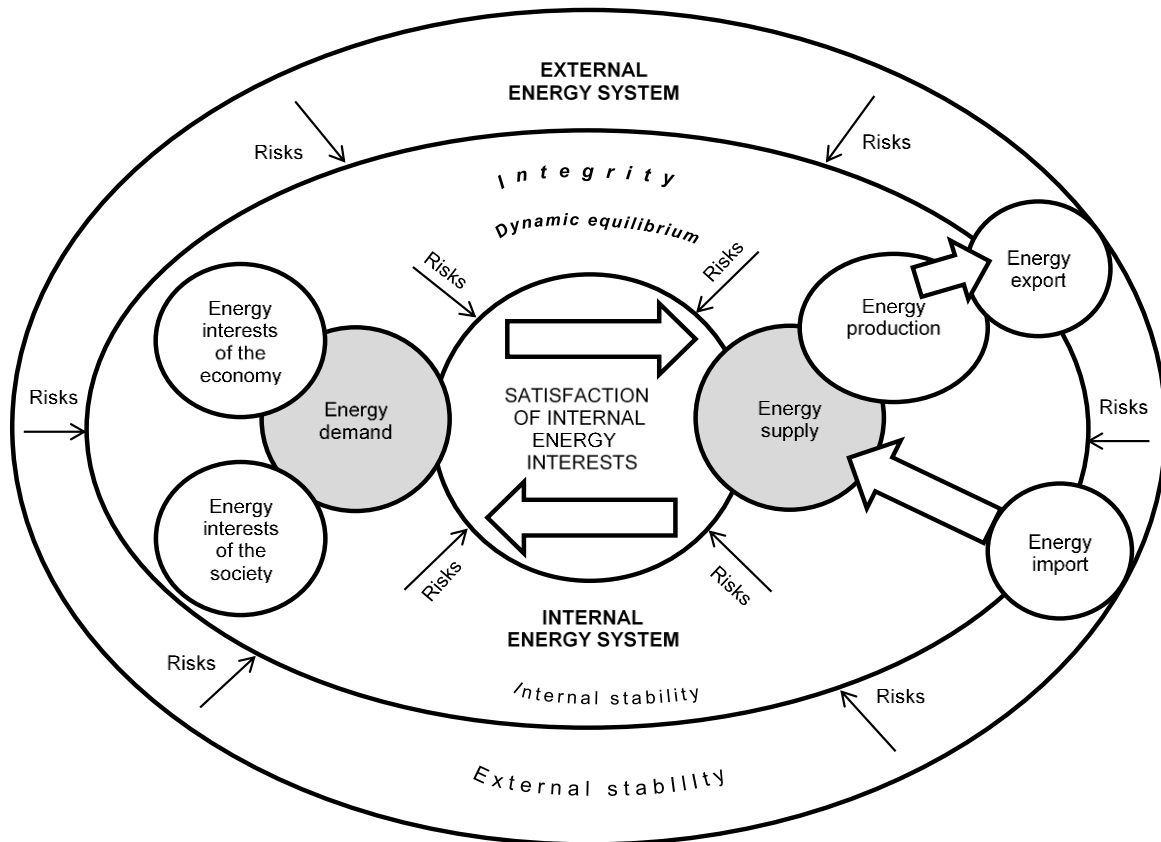 EXTERNAL
ENERGY SYSTEM
Risks
Risks
Integrity
Dynamic equilibrium
Risks
Risks
Energy
export
Energy
interests
of the
economy
Energy
production
Risks
Energy
demand
SATISFACTION
OF INTERNAL
ENERGY
INTERESTS
Energy
supply
Risks
Energy
interests
of the
society
Energy
import
Risks
Risks
INTERNAL
ENERGY SYSTEM
Risks
Internal stability
Risks
External stabIlIty